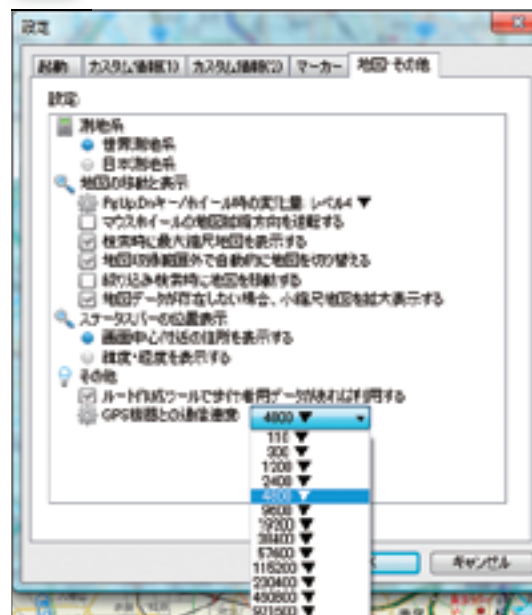 設定
起動 カスタム情報(1) カスタム情報(2) マーカー 地図・その他
設定:
測地系
世界測地系
日本測地系
地図の移動と表示
PgUp,Dnキー/ホイール時の変化量: レベル4 ▼
マウスホイールの地図拡縮方向を逆転する
検索時に最大縮尺地図を表示する
地図切替範囲外で自動的に地図を切り替える
絞り込み検索時に地図を移動する
地図データが存在しない場合、小縮尺地図を拡大表示する
ステータスバーの位置表示
画面中心付近の住所を表示する
緯度・経度を表示する
その他
ルート作成ツールで歩行者用データがあれば利用する
GPS機器との通信速度: 4800 ▼
110 ▼
300 ▼
1200 ▼
2400 ▼
4800 ▼
9600 ▼
19200 ▼
38400 ▼
57600 ▼
115200 ▼
230400 ▼
460800 ▼
921600 ▼
キャンセル